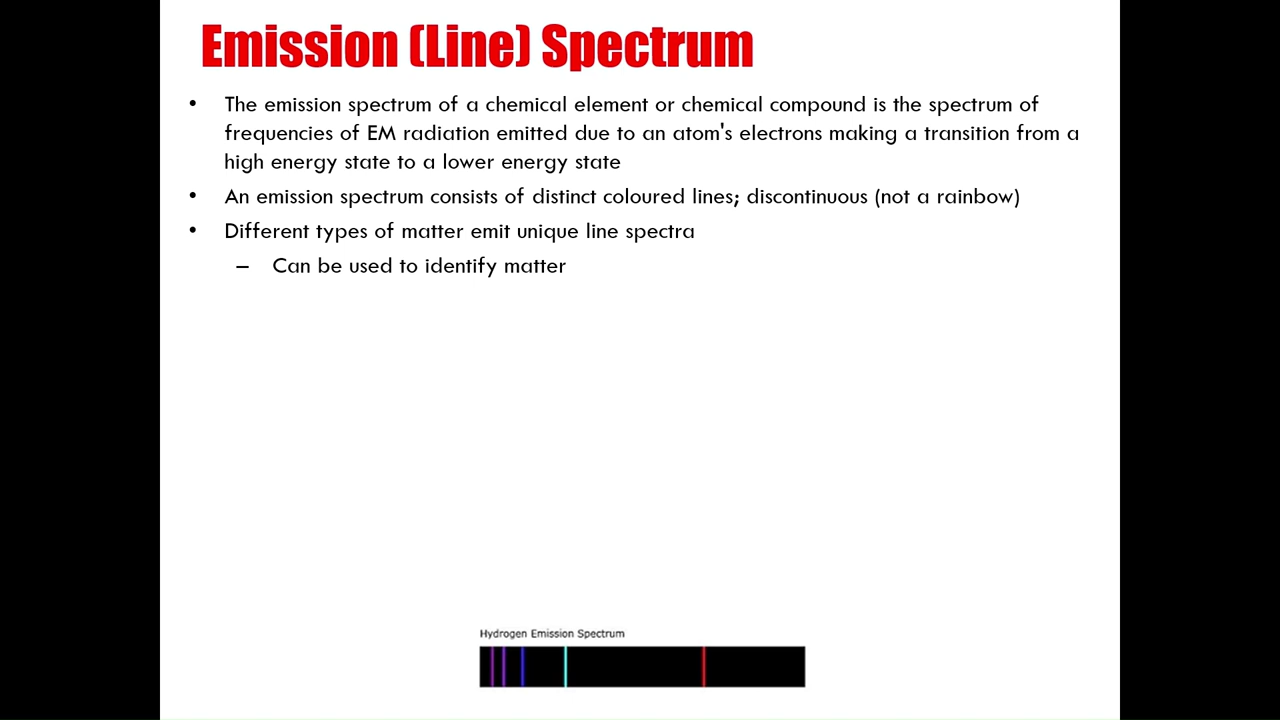 Emission (Line) Spectrum
• The emission spectrum of a chemical element or chemical compound is the spectrum of
frequencies of EM radiation emitted due to an atom's electrons making a transition from a
high energy state to a lower energy state
• An emission spectrum consists of distinct coloured lines; discontinuous (not a rainbow)
• Different types of matter emit unique line spectra
– Can be used to identify matter
Hydrogen Emission Spectrum